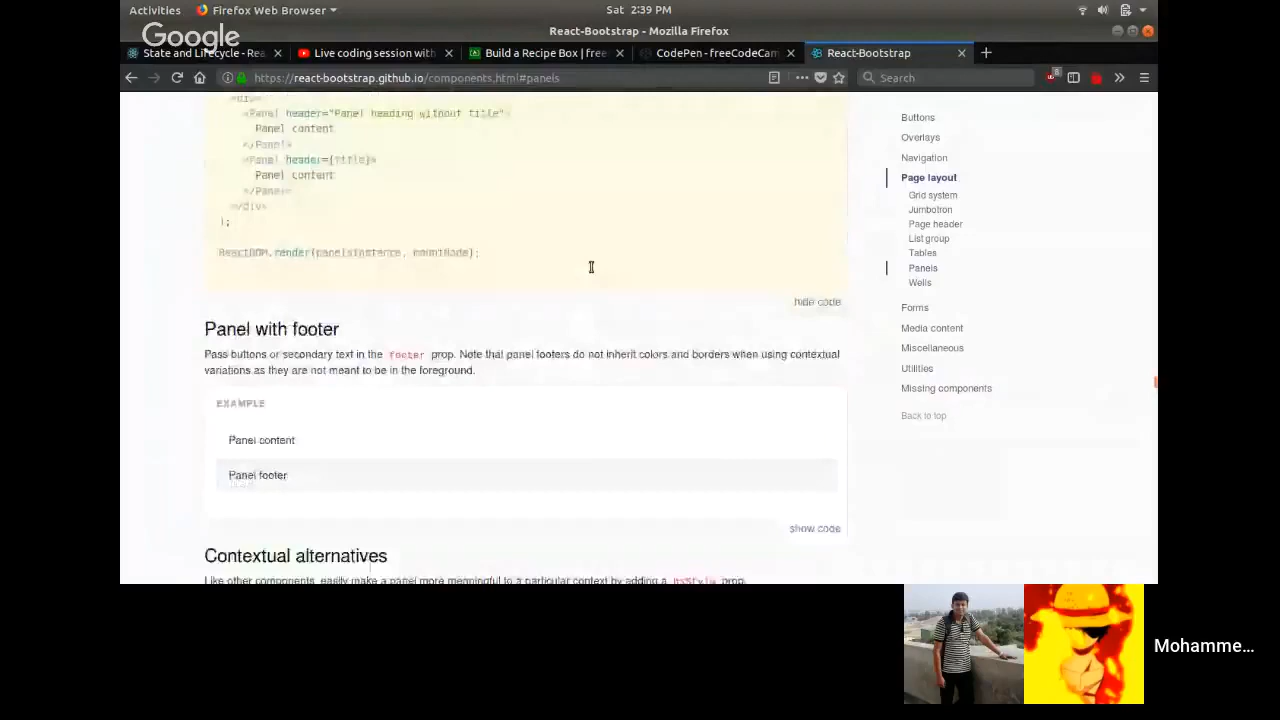 Activities
Firefox Web Browser
Sat 2:39 PM
Google
React-Bootstrap - Mozilla Firefox
State and Lifecycle - Rea
Live coding session with
Build a Recipe Box | free
CodePen - freeCodeCam
React-Bootstrap
https://react-bootstrap.github.io/components.html#panels
Search
8
<div>
<Panel header="Panel heading without title">
Panel content
</Panel>
<Panel header={title}>
Panel content
</Panel>
</div>
);
ReactDOM.render(panelsInstance, mountNode);
hide code
Panel with footer
Pass buttons or secondary text in the footer prop. Note that panel footers do not inherit colors and borders when using contextual
variations as they are not meant to be in the foreground.
EXAMPLE
Panel content
Panel footer
show code
Contextual alternatives
Like other components, easily make a panel more meaningful to a particular context by adding a bsStyle prop.
Buttons
Overlays
Navigation
Page layout
Grid system
Jumbotron
Page header
List group
Tables
Panels
Wells
Forms
Media content
Miscellaneous
Utilities
Missing components
Back to top
Mohamme...